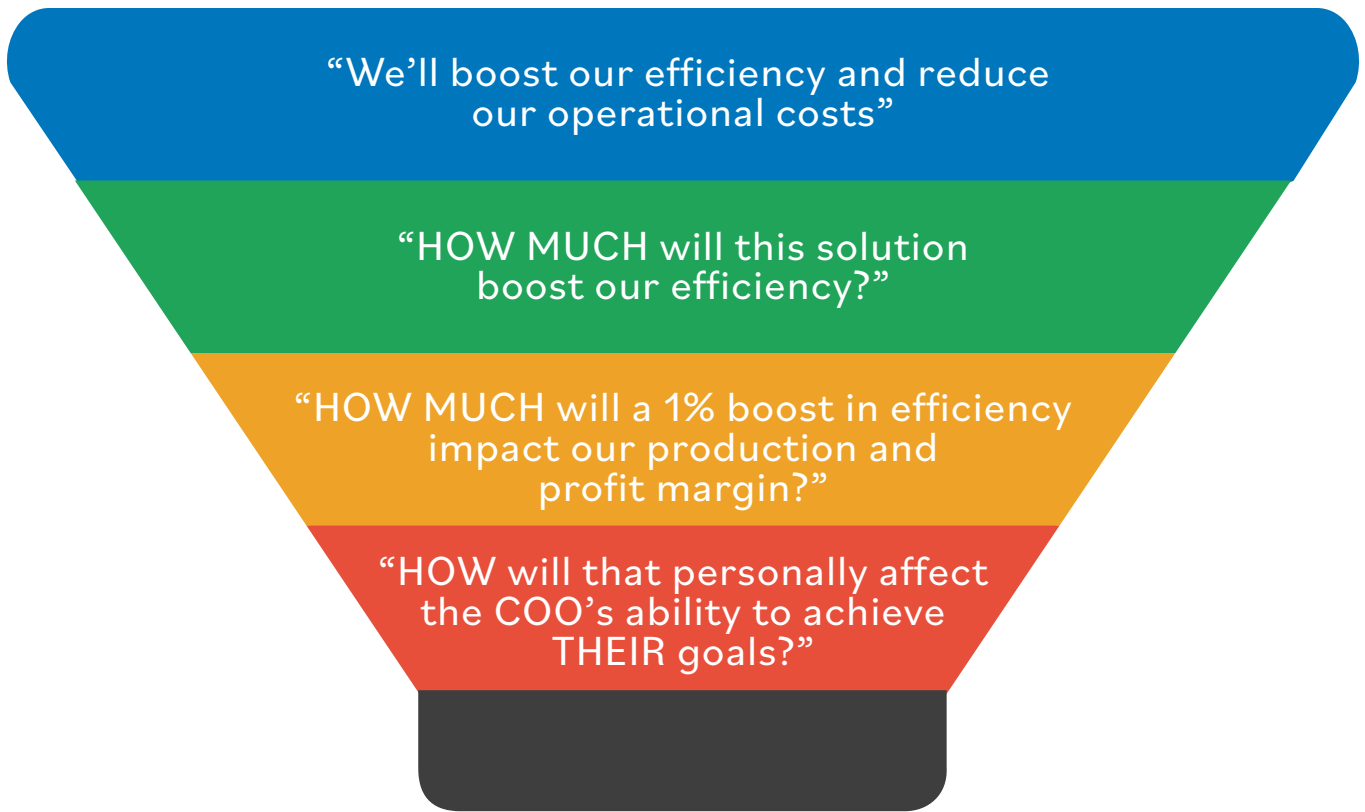 “We’ll boost our efficiency and reduce
our operational costs”
“HOW MUCH will this solution
boost our efficiency?”
“HOW MUCH will a 1% boost in efficiency
impact our production and
profit margin?”
“HOW will that personally affect
the COO’s ability to achieve
THEIR goals?”